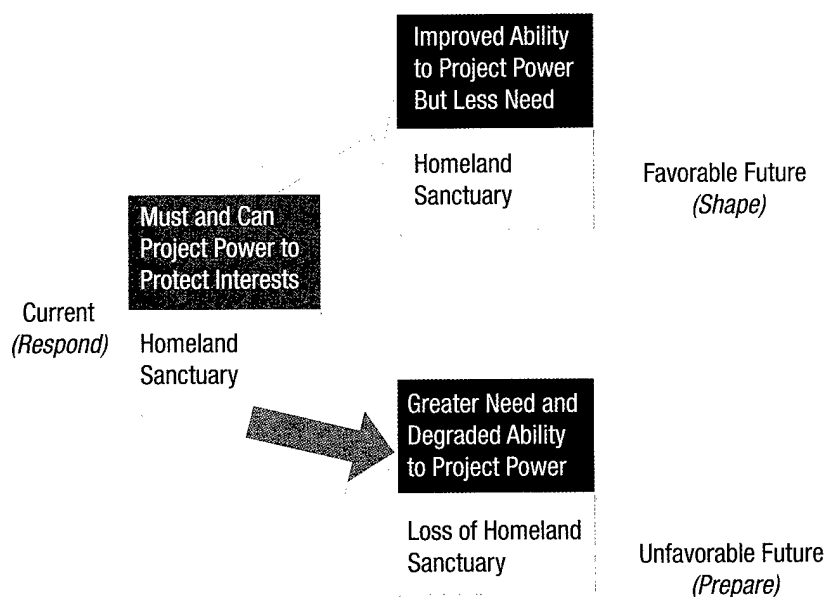 Improved Ability
to Project Power
But Less Need
Homeland
Sanctuary
Favorable Future
(Shape)
Must and Can
Project Power to
Protect Interests
Current
(Respond)
Homeland
Sanctuary
Greater Need and
Degraded Ability
to Project Power
Loss of Homeland
Sanctuary
Unfavorable Future
(Prepare)